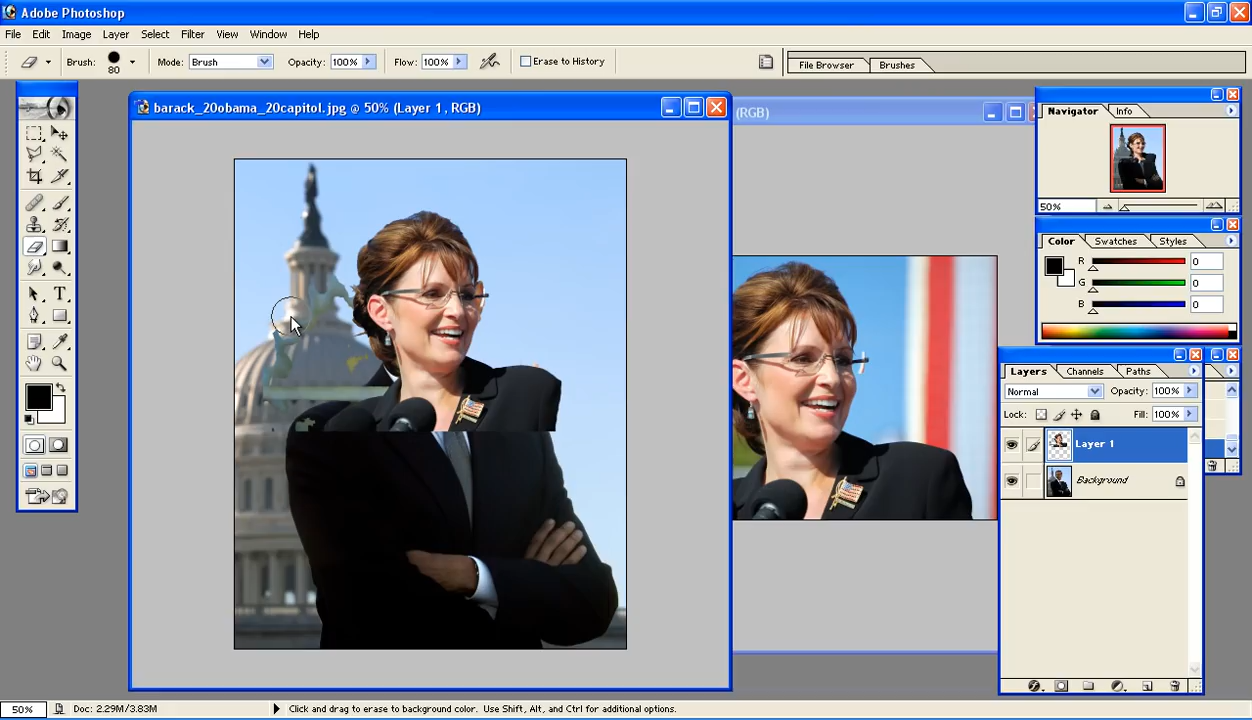 Adobe Photoshop
File Edit Image Layer Select Filter View Window Help
Brush: 80 Mode: Brush Opacity: 100% Flow: 100% Erase to History File Browser Brushes
barack_20obama_20capitol.jpg @ 50% (Layer 1, RGB)
(RGB)
Navigator Info
50%
Color Swatches Styles
R 0
G 0
B 0
Layers Channels Paths
Normal Opacity: 100%
Lock: Fill: 100%
Layer 1
Background
T
50% Doc: 2.29M/3.83M Click and drag to erase to background color. Use Shift, Alt, and Ctrl for additional options.